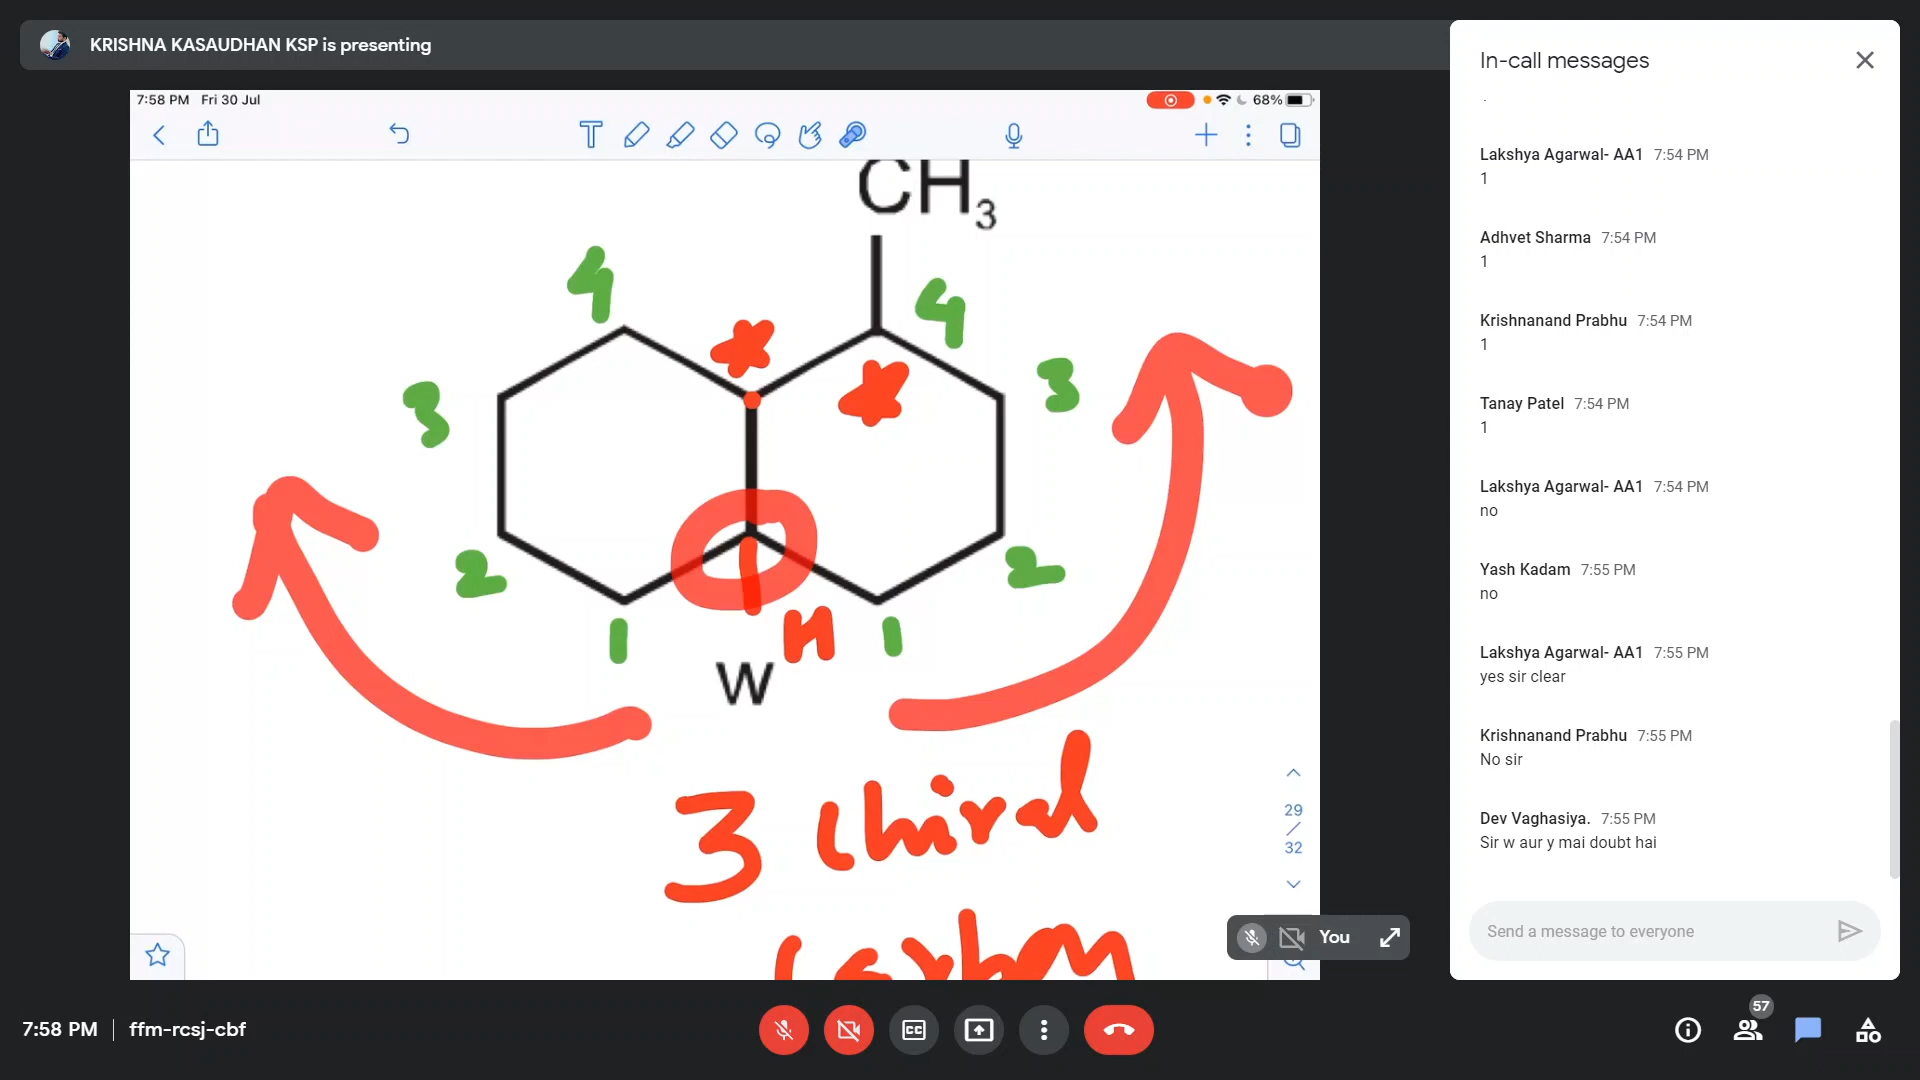 KRISHNA KASAUDHAN KSP is presenting
7:58 PM Fri 30 Jul
68%
CH3
4
4
3
3
2
2
H
1
1
W
3 Chiral
Carbon
29
/
32
You
In-call messages
Lakshya Agarwal- AA1 7:54 PM
1
Adhvet Sharma 7:54 PM
1
Krishnanand Prabhu 7:54 PM
1
Tanay Patel 7:54 PM
1
Lakshya Agarwal- AA1 7:54 PM
no
Yash Kadam 7:55 PM
no
Lakshya Agarwal- AA1 7:55 PM
yes sir clear
Krishnanand Prabhu 7:55 PM
No sir
Dev Vaghasiya. 7:55 PM
Sir w aur y mai doubt hai
Send a message to everyone
7:58 PM | ffm-rcsj-cbf
CC
57